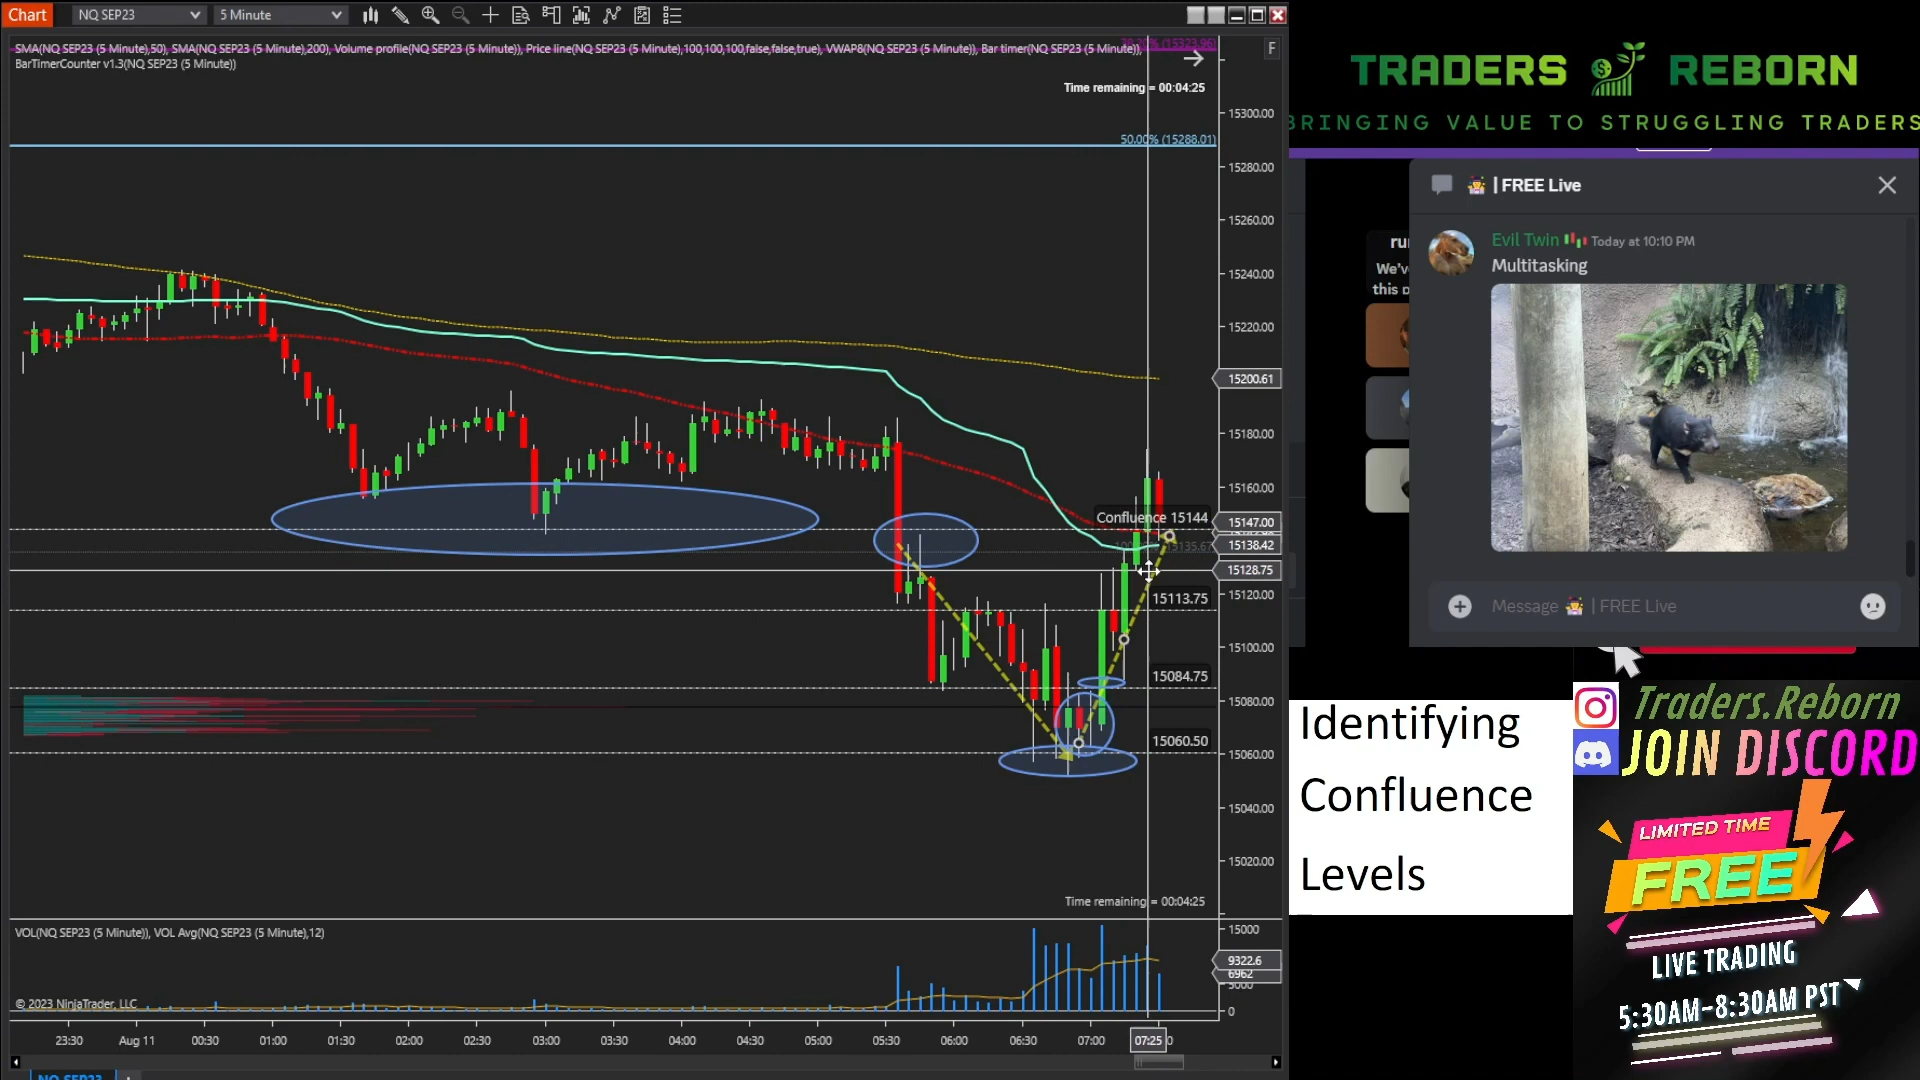 Chart
NQ SEP23
5 Minute
SMA(NQ SEP23 (5 Minute),50), SMA(NQ SEP23 (5 Minute),200), Volume profile(NQ SEP23 (5 Minute)), Price line(NQ SEP23 (5 Minute),100,100,100,false,false,true), VWAP8(NQ SEP23 (5 Minute)), Bar timer(NQ SEP23 (5 Minute)),
BarTimerCounter v1.3(NQ SEP23 (5 Minute))
F
Time remaining = 00:04:25
50.00% (15288.01)
15300.00
15280.00
15260.00
15240.00
15220.00
15200.61
15180.00
15160.00
15147.00
15138.42
15128.75
15120.00
15100.00
15080.00
15060.00
15040.00
15020.00
Confluence 15144
15113.75
15084.75
15060.50
Time remaining = 00:04:25
VOL(NQ SEP23 (5 Minute)), VOL Avg(NQ SEP23 (5 Minute),12)
15000
9322.6
6962
5000
0
© 2023 NinjaTrader, LLC
23:30
Aug 11
00:30
01:00
01:30
02:00
02:30
03:00
03:30
04:00
04:30
05:00
05:30
06:00
06:30
07:00
07:25
NQ SEP23
TRADERS REBORN
BRINGING VALUE TO STRUGGLING TRADERS
| FREE Live
Evil Twin Today at 10:10 PM
Multitasking
We'v
this p
Message | FREE Live
Identifying
Confluence
Levels
Traders.Reborn
JOIN DISCORD
LIMITED TIME
FREE
LIVE TRADING
5:30AM-8:30AM PST